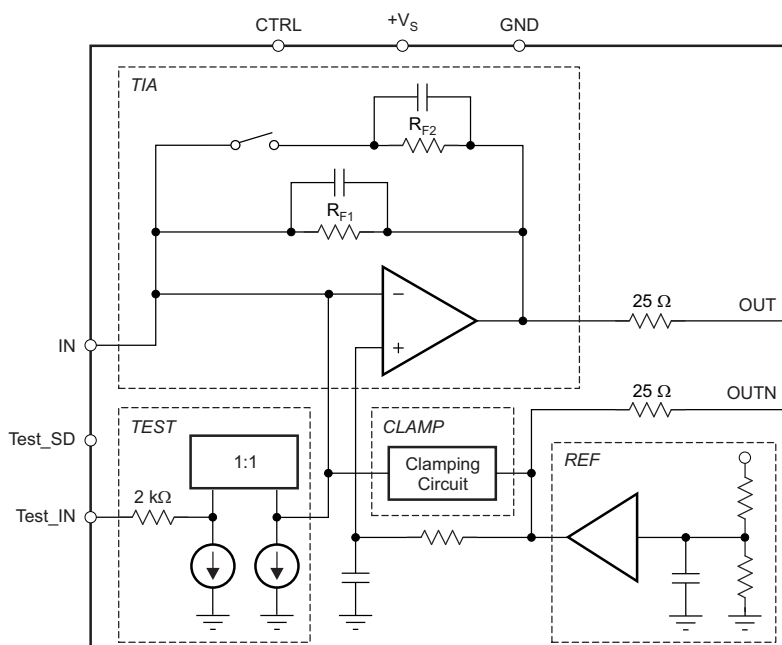 CTRL
+VS
GND
TIA
RF2
RF1
−
+
25 Ω
OUT
IN
25 Ω
OUTN
Test_SD
TEST
CLAMP
REF
1:1
Clamping
Circuit
2 kΩ
Test_IN